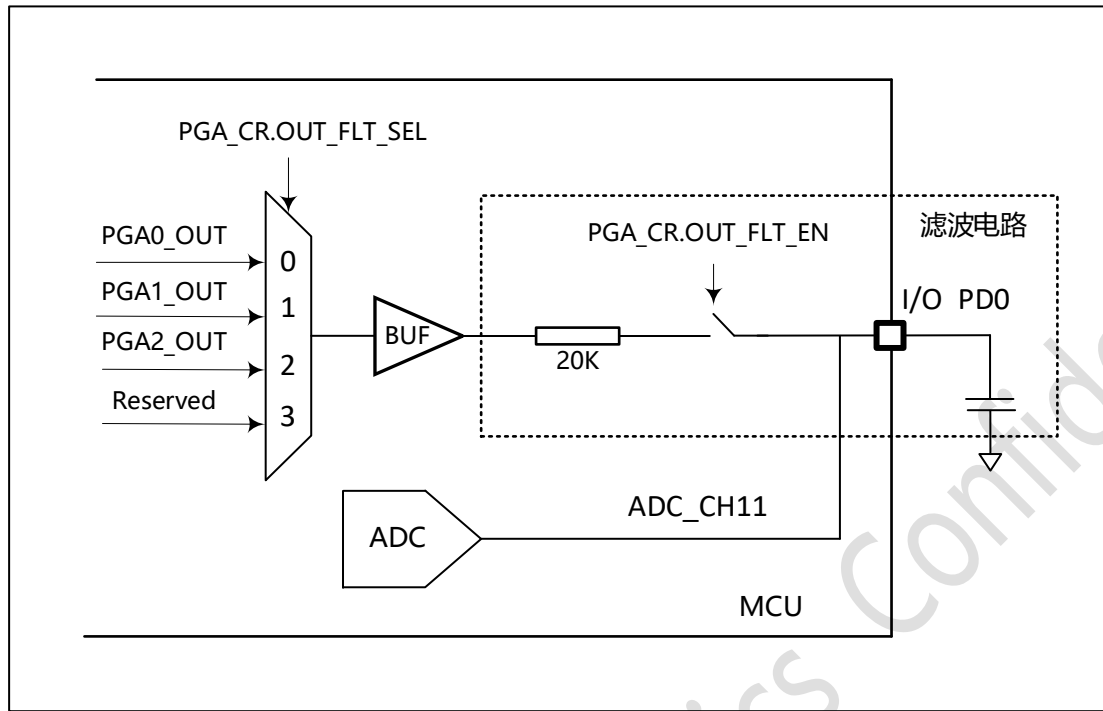 PGA_CR.OUT_FLT_SEL
PGA0_OUT
PGA1_OUT
PGA2_OUT
Reserved
0
1
2
3
BUF
20K
PGA_CR.OUT_FLT_EN
滤波电路
I/O PD0
ADC
ADC_CH11
MCU